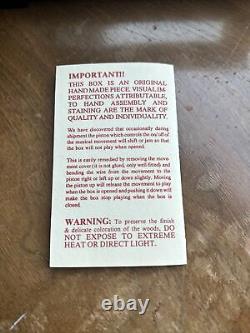 IMPORTANT!!
THIS BOX IS AN ORIGINAL
HANDMADE PIECE, VISUAL IM-
PERFECTIONS ATTRIBUTABLE,
TO HAND ASSEMBLY AND
STAINING ARE THE MARK OF
QUALITY AND INDIVIDUALITY.
We have discovered that occasionally during
shipment the piston which controls the on/off of
the musical movement will shift or jam so that
the box will not play when opened.
This is easily remedied by removing the move-
ment cover (it is not glued, only well-fitted) and
bending the wire from the movement to the
piston right or left up or down slightly. Moving
the piston up will release the movement to play
when the box is opened and pushing it down will
make the box stop playing when the box is
closed.
WARNING: To preserve the finish
& delicate coloration of the woods, DO
NOT EXPOSE TO EXTREME
HEAT OR DIRECT LIGHT.